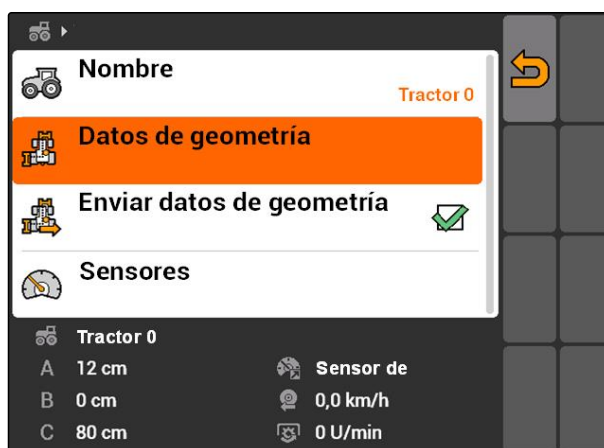 Nombre
Tractor 0
Datos de geometría
Enviar datos de geometría
Sensores
Tractor 0
A 12 cm Sensor de
B 0 cm 0,0 km/h
C 80 cm 0 U/min